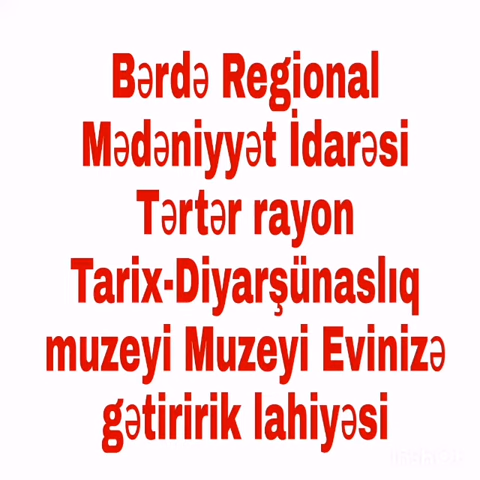 Bərdə Regional
Mədəniyyət İdarəsi
Tərtər rayon
Tarix-Diyarşünaslıq
muzeyi Muzeyi Evinizə
gətiririk lahiyəsi